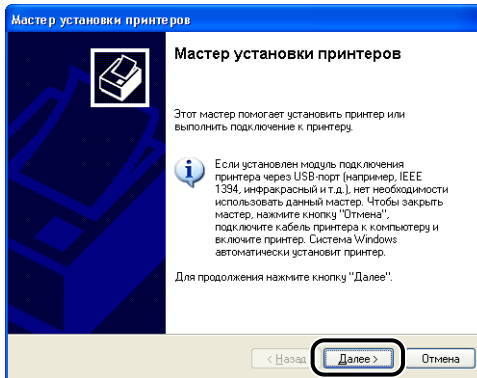 Мастер установки принтеров
Мастер установки принтеров
Этот мастер помогает установить принтер или
выполнить подключение к принтеру.
Если установлен модуль подключения
принтера через USB-порт (например, IEEE
1394, инфракрасный и т.д.), нет необходимости
использовать данный мастер. Чтобы закрыть
мастер, нажмите кнопку "Отмена",
подключите кабель принтера к компьютеру и
включите принтер. Система Windows
автоматически установит принтер.
Для продолжения нажмите кнопку "Далее".
< Назад Далее > Отмена